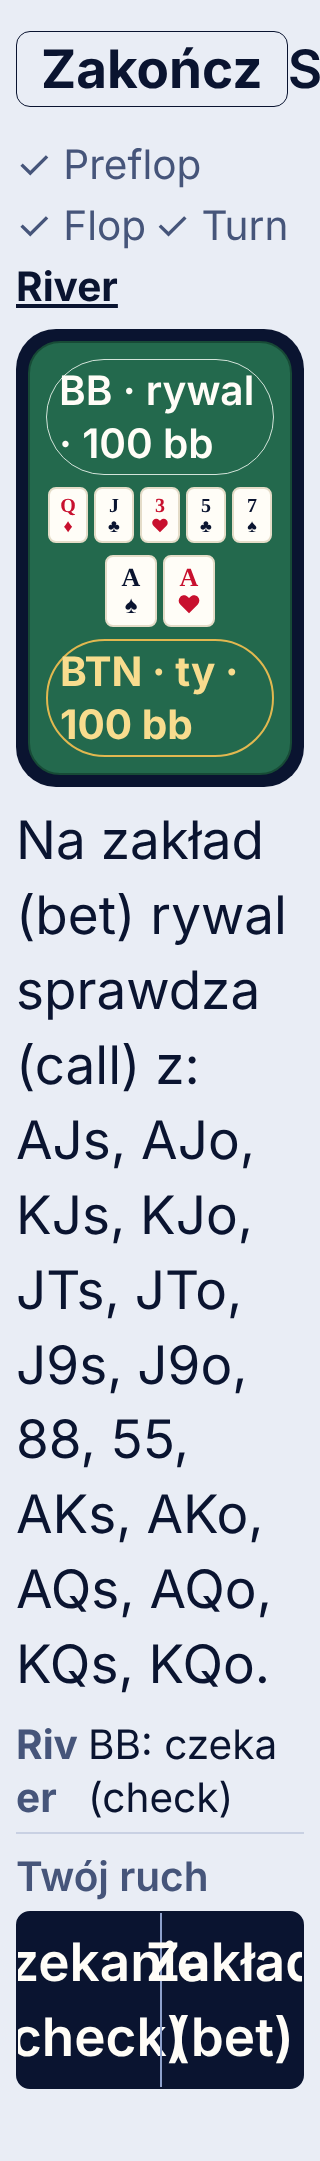 Zakończ S
✓ Preflop
✓ Flop ✓ Turn
River
BB · rywal
· 100 bb
Q♦ J♣ 3♥ 5♣ 7♠
A♠ A♥
BTN · ty ·
100 bb
Na zakład
(bet) rywal
sprawdza
(call) z:
AJs, AJo,
KJs, KJo,
JTs, JTo,
J9s, J9o,
88, 55,
AKs, AKo,
AQs, AQo,
KQs, KQo.
Riv BB: czeka
er (check)
Twój ruch
zekanie Zakład
check) (bet)